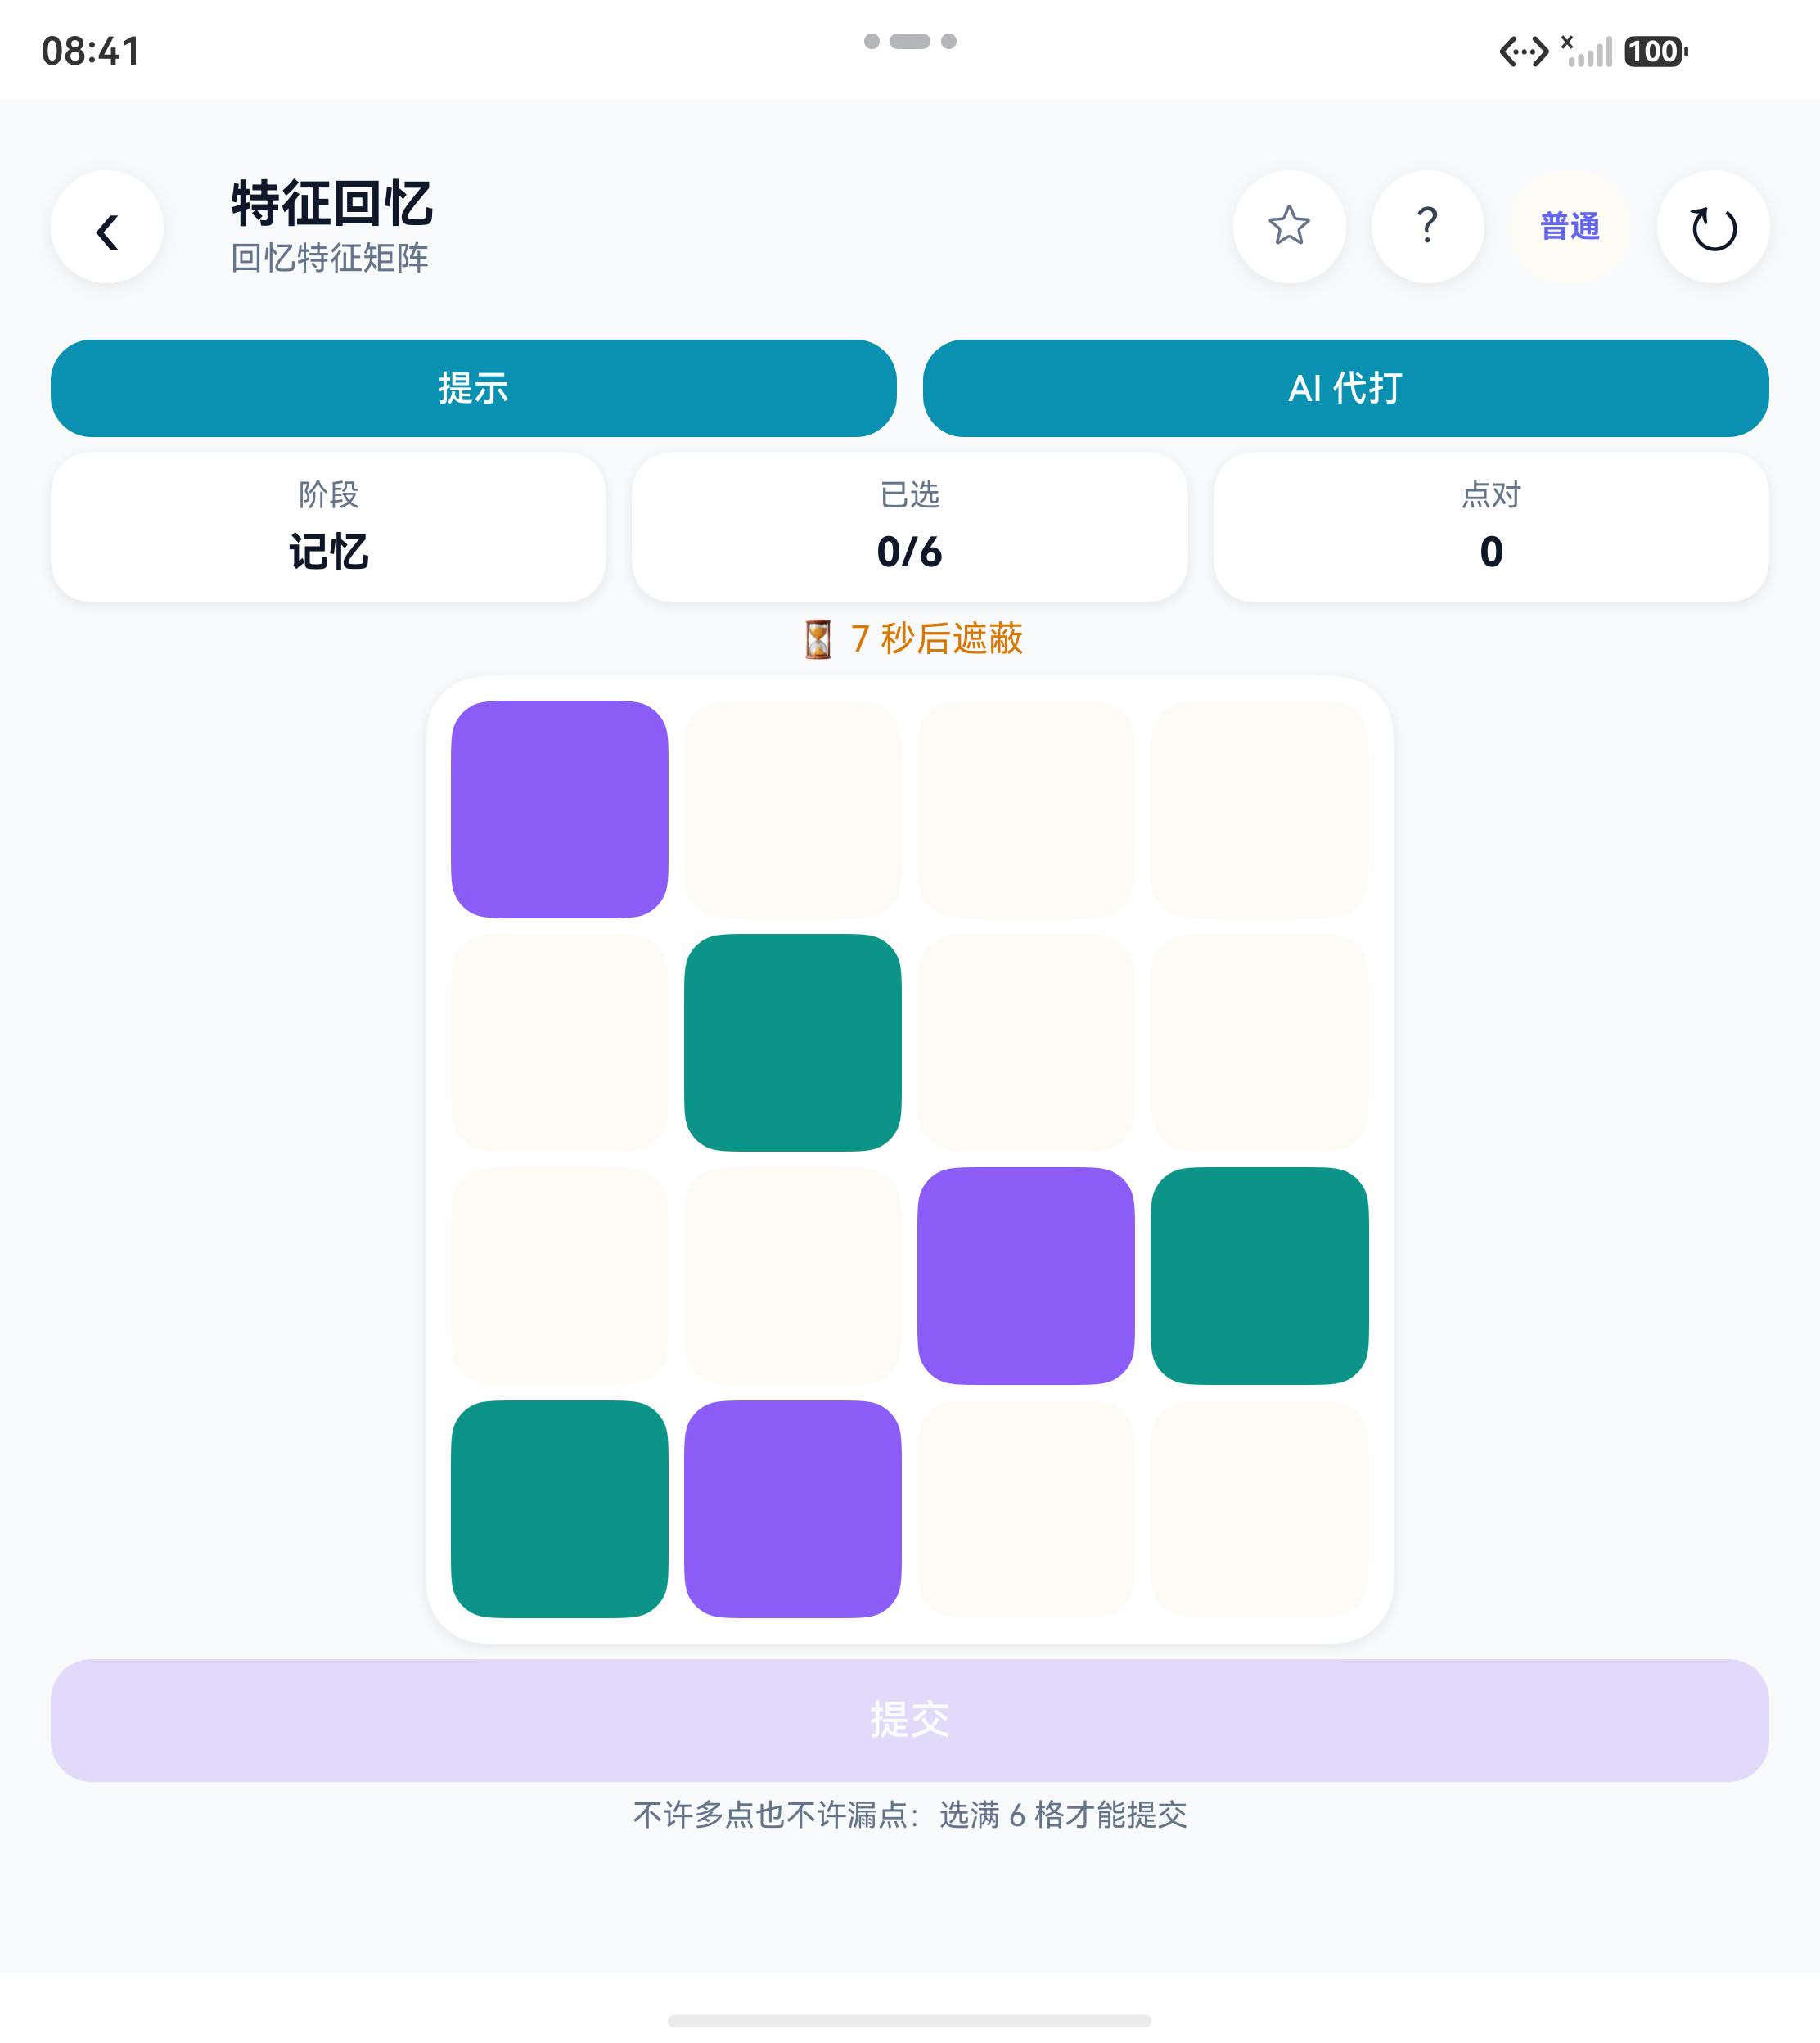 08:41
100
特征回忆
回忆特征矩阵
?
普通
提示
AI 代打
阶段
已选
点对
记忆
0/6
0
7 秒后遮蔽
提交
不许多点也不许漏点：选满 6 格才能提交